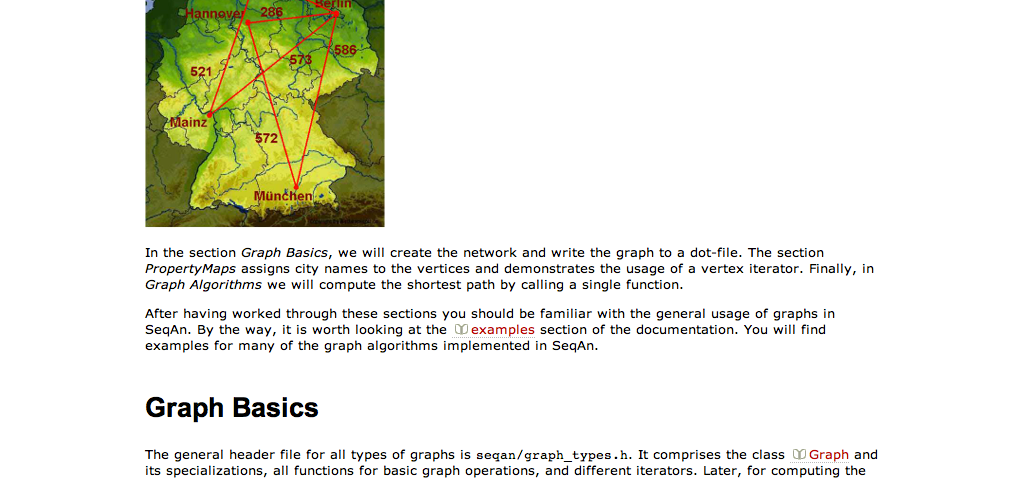 Berlin
Hannover 286
586
573
521
Mainz
572
München
In the section Graph Basics, we will create the network and write the graph to a dot-file. The section
PropertyMaps assigns city names to the vertices and demonstrates the usage of a vertex iterator. Finally, in
Graph Algorithms we will compute the shortest path by calling a single function.
After having worked through these sections you should be familiar with the general usage of graphs in
SeqAn. By the way, it is worth looking at the examples section of the documentation. You will find
examples for many of the graph algorithms implemented in SeqAn.
Graph Basics
The general header file for all types of graphs is seqan/graph_types.h. It comprises the class Graph and
its specializations, all functions for basic graph operations, and different iterators. Later, for computing the